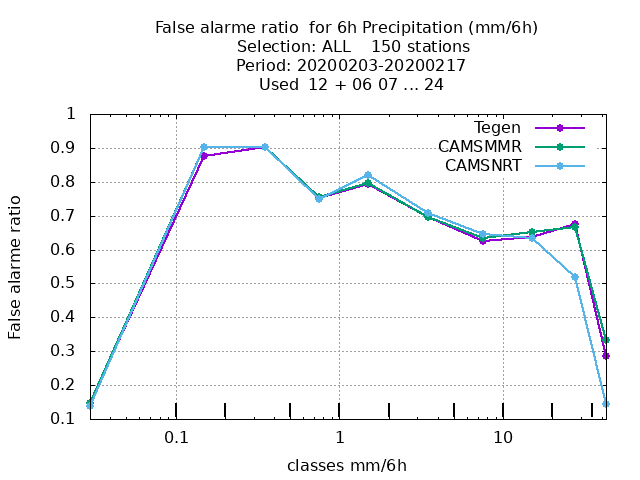 False alarme ratio  for 6h Precipitation (mm/6h)
Selection: ALL    150 stations
Period: 20200203-20200217
Used  12 + 06 07 ... 24
Tegen
CAMSMMR
CAMSNRT
False alarme ratio
1
0.9
0.8
0.7
0.6
0.5
0.4
0.3
0.2
0.1
0.1 1 10
classes mm/6h